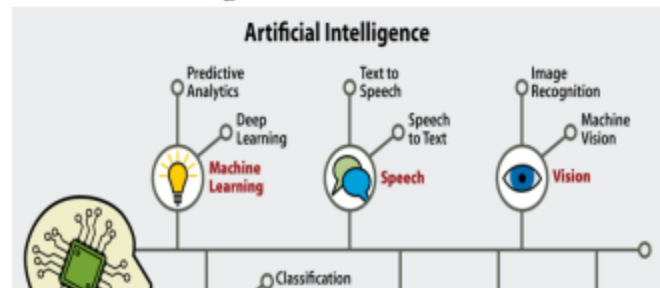 Artificial Intelligence
Predictive
Analytics
Deep
Learning
Machine
Learning
Text to
Speech
Speech
to Text
Speech
Image
Recognition
Machine
Vision
Vision
Classification